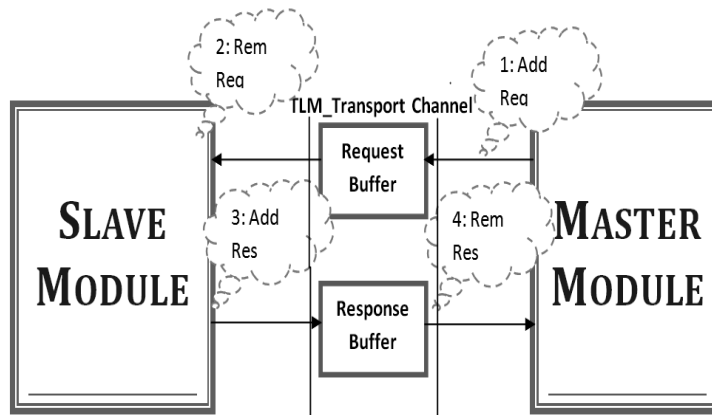 2: Rem
Req
1: Add
Req
TLM_Transport Channel
Request
Buffer
SLAVE
MODULE
3: Add
Res
4: Rem
Res
MASTER
MODULE
Response
Buffer